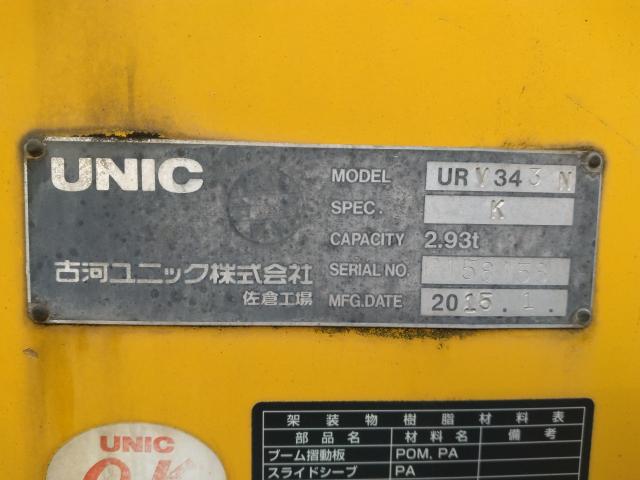 UNIC
MODEL URV343N
SPEC. K
CAPACITY 2.93t
SERIAL NO.
MFG.DATE 2015.1.
古河ユニック株式会社
佐倉工場
UNIC
OK
架装物樹脂材料表
部品名 材料名 備考
ブーム摺動板 POM, PA
スライドシーブ PA